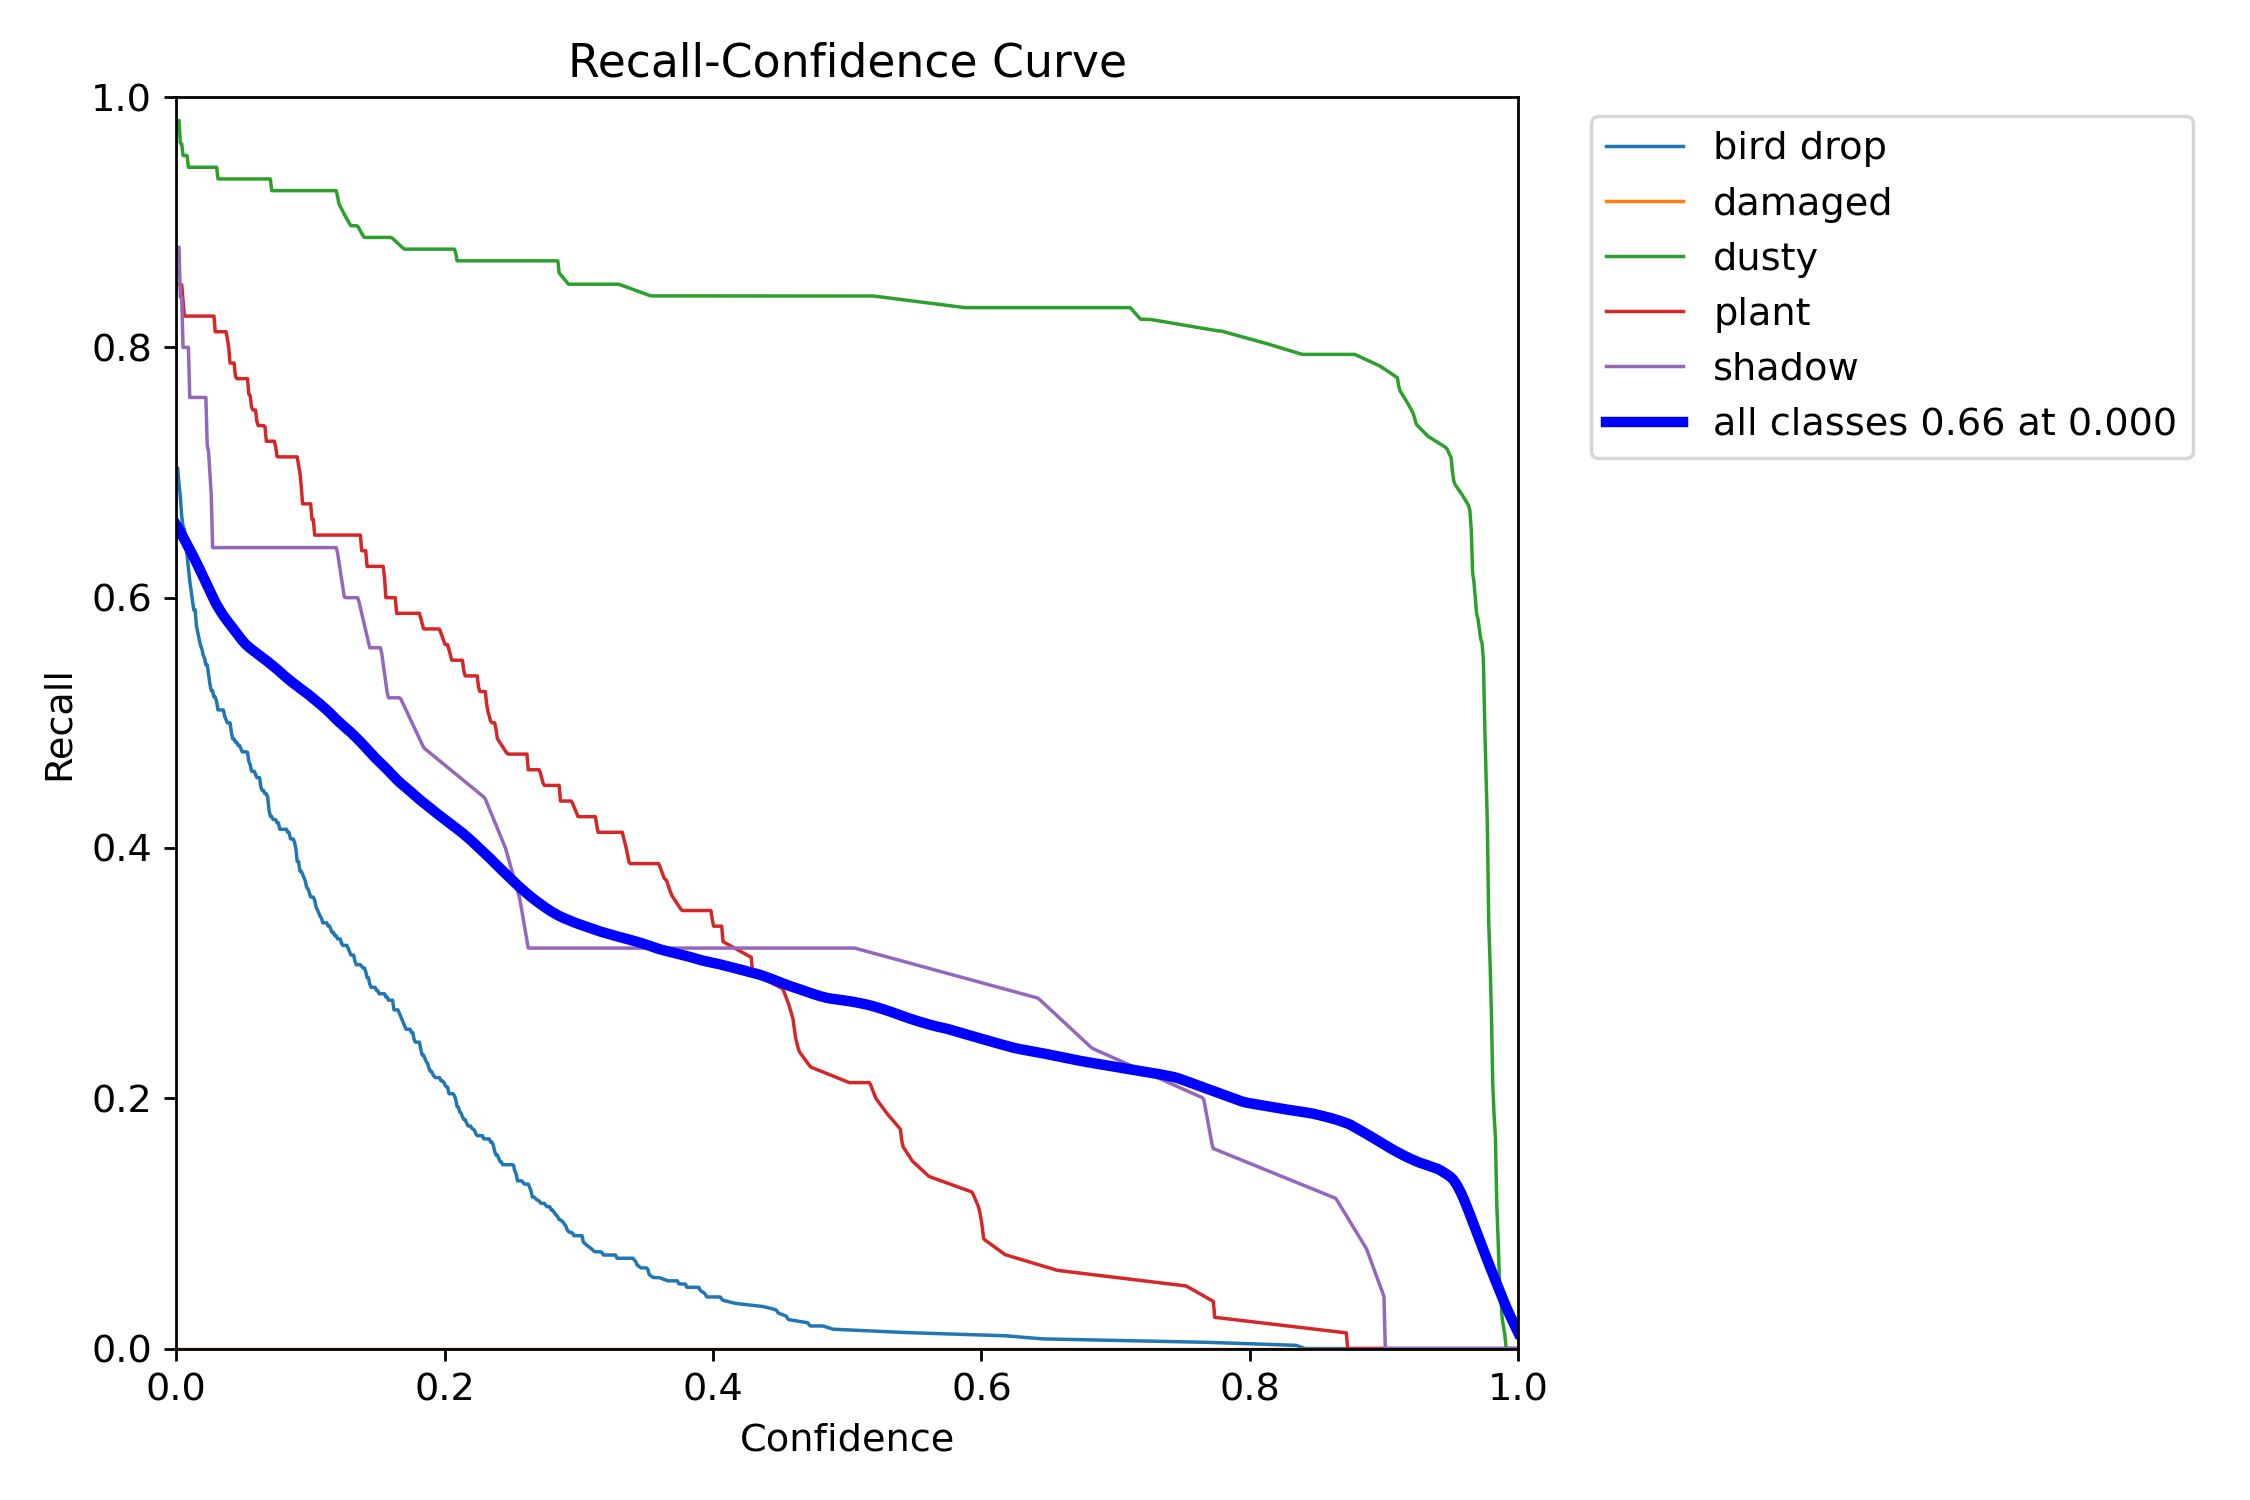 Recall-Confidence Curve
1.0
0.8
0.6
0.4
0.2
0.0
Recall
0.0 0.2 0.4 0.6 0.8 1.0
Confidence
bird drop
damaged
dusty
plant
shadow
all classes 0.66 at 0.000